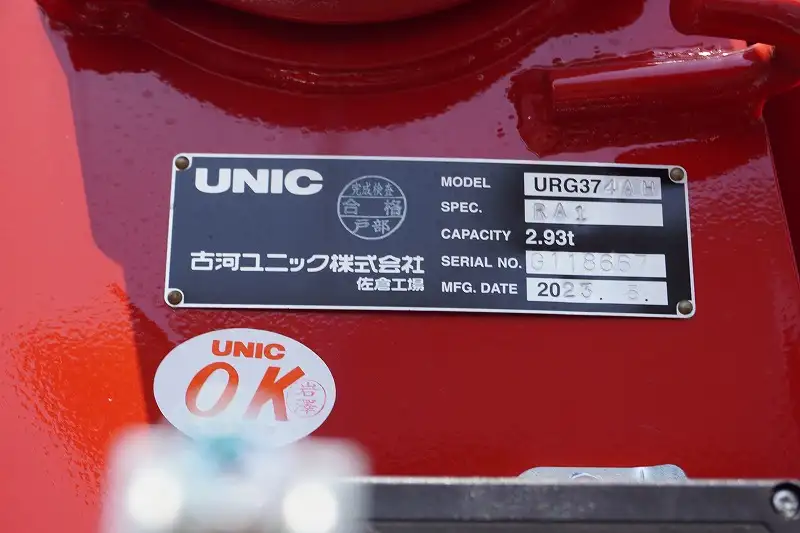 UNIC
完成検査
合格
戸部
古河ユニック株式会社
佐倉工場
MODEL URG374AH
SPEC. RA1
CAPACITY 2.93t
SERIAL NO. G118667
MFG. DATE 2023. 5.
UNIC
OK
岩澤